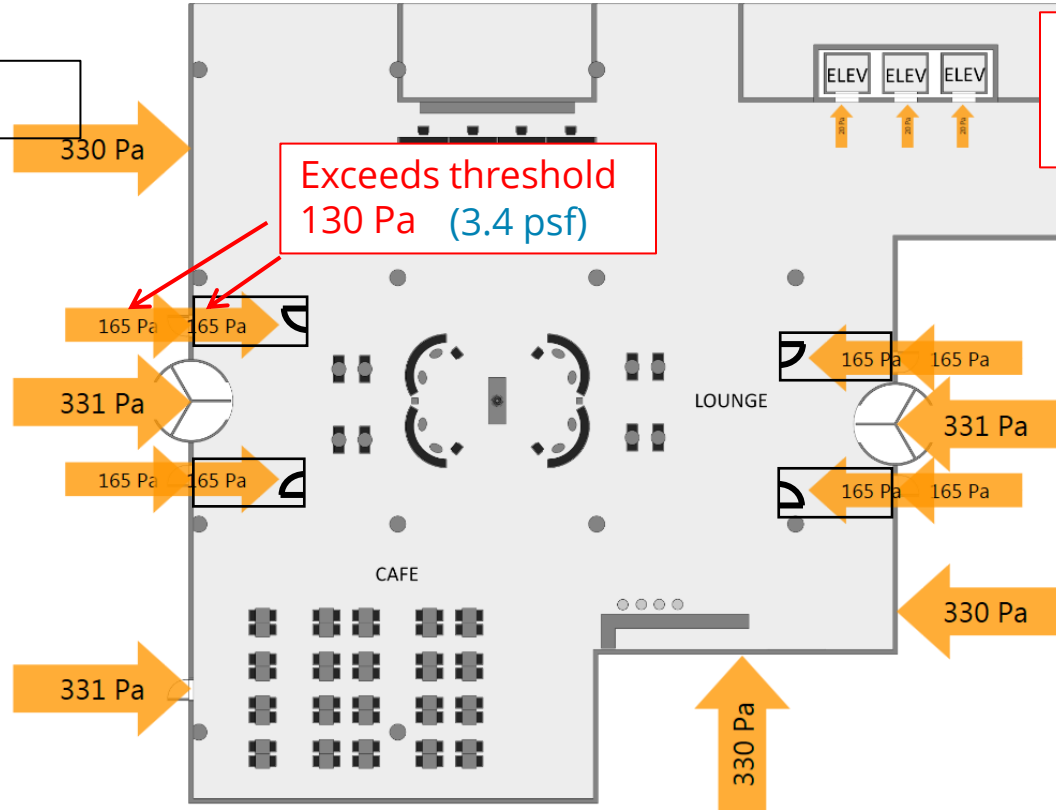 ELEV ELEV ELEV
20 Pa 20 Pa 20 Pa
330 Pa
Exceeds threshold
130 Pa (3.4 psf)
165 Pa 165 Pa
165 Pa 165 Pa
331 Pa
LOUNGE
331 Pa
165 Pa 165 Pa
165 Pa 165 Pa
CAFE
330 Pa
331 Pa
330 Pa